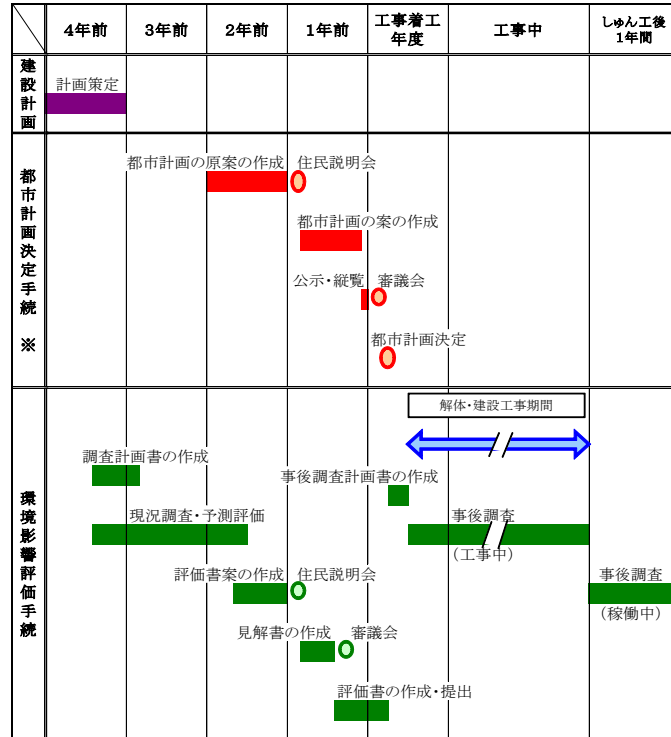 4年前
3年前
2年前
1年前
工事着工
年度
工事中
しゅん工後
1年間
建設計画
計画策定
都市計画決定手続 ※
都市計画の原案の作成
住民説明会
都市計画の案の作成
公示・縦覧
審議会
都市計画決定
環境影響評価手続
解体・建設工事期間
調査計画書の作成
事後調査計画書の作成
現況調査・予測評価
事後調査
(工事中)
評価書案の作成
住民説明会
事後調査
(稼働中)
見解書の作成
審議会
評価書の作成・提出